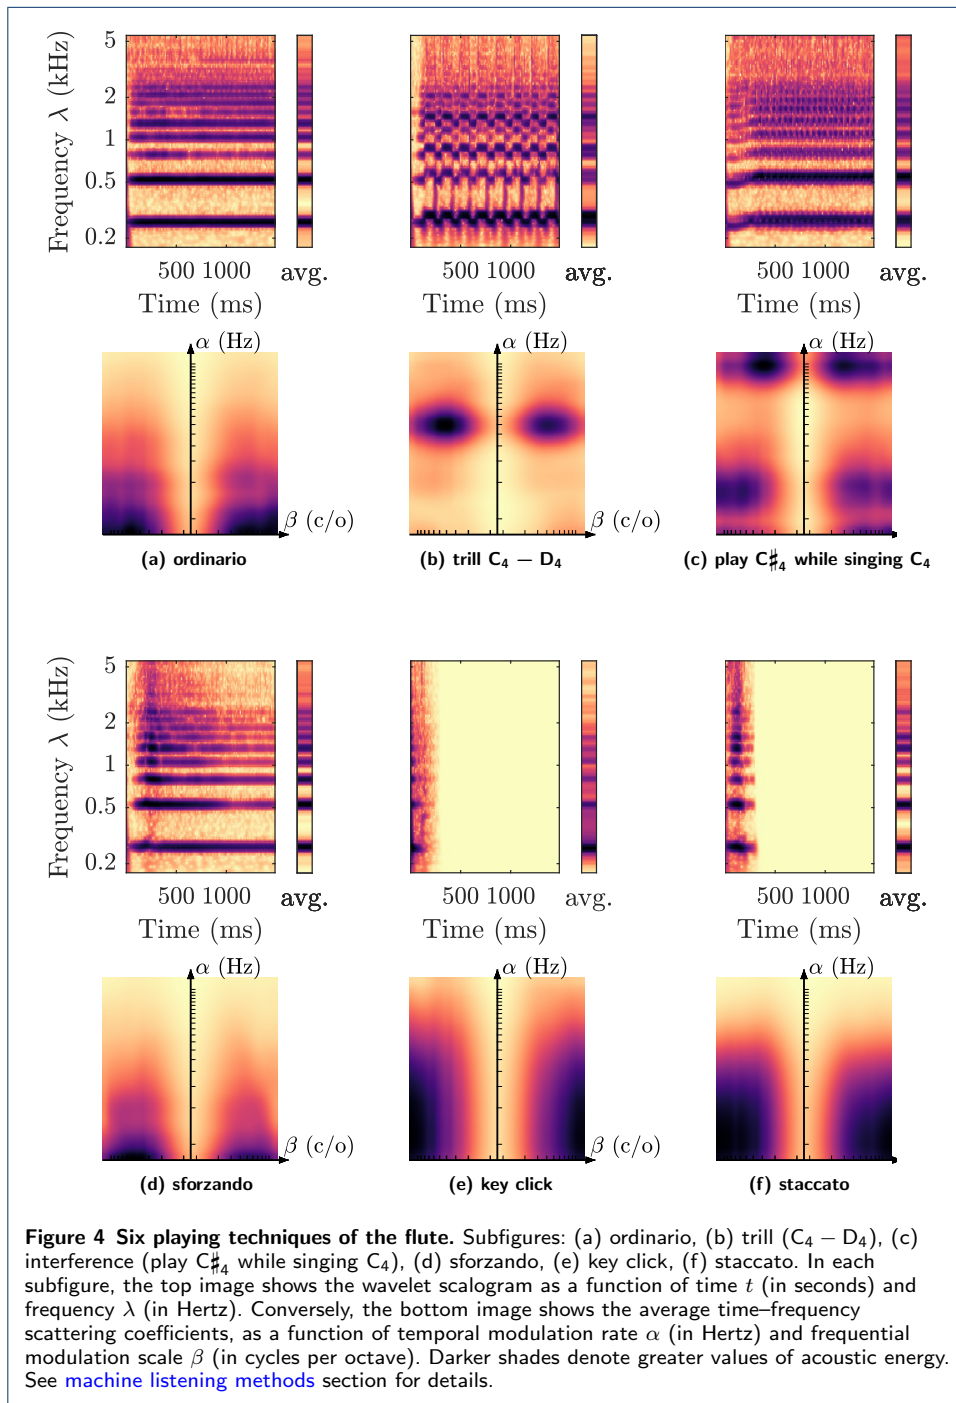 5
2
1
0.5
0.2
Frequency λ (kHz)
500 1000 avg.
Time (ms)
500 1000 avg.
Time (ms)
500 1000 avg.
Time (ms)
α (Hz)
β (c/o)
α (Hz)
β (c/o)
α (Hz)
(a) ordinario
(b) trill C₄ – D₄
(c) play C♯₄ while singing C₄
5
2
1
0.5
0.2
Frequency λ (kHz)
500 1000 avg.
Time (ms)
500 1000 avg.
Time (ms)
500 1000 avg.
Time (ms)
α (Hz)
β (c/o)
α (Hz)
β (c/o)
α (Hz)
(d) sforzando
(e) key click
(f) staccato
Figure 4 Six playing techniques of the flute. Subfigures: (a) ordinario, (b) trill (C₄ – D₄), (c)
interference (play C♯₄ while singing C₄), (d) sforzando, (e) key click, (f) staccato. In each
subfigure, the top image shows the wavelet scalogram as a function of time t (in seconds) and
frequency λ (in Hertz). Conversely, the bottom image shows the average time–frequency
scattering coefficients, as a function of temporal modulation rate α (in Hertz) and frequential
modulation scale β (in cycles per octave). Darker shades denote greater values of acoustic energy.
See machine listening methods section for details.